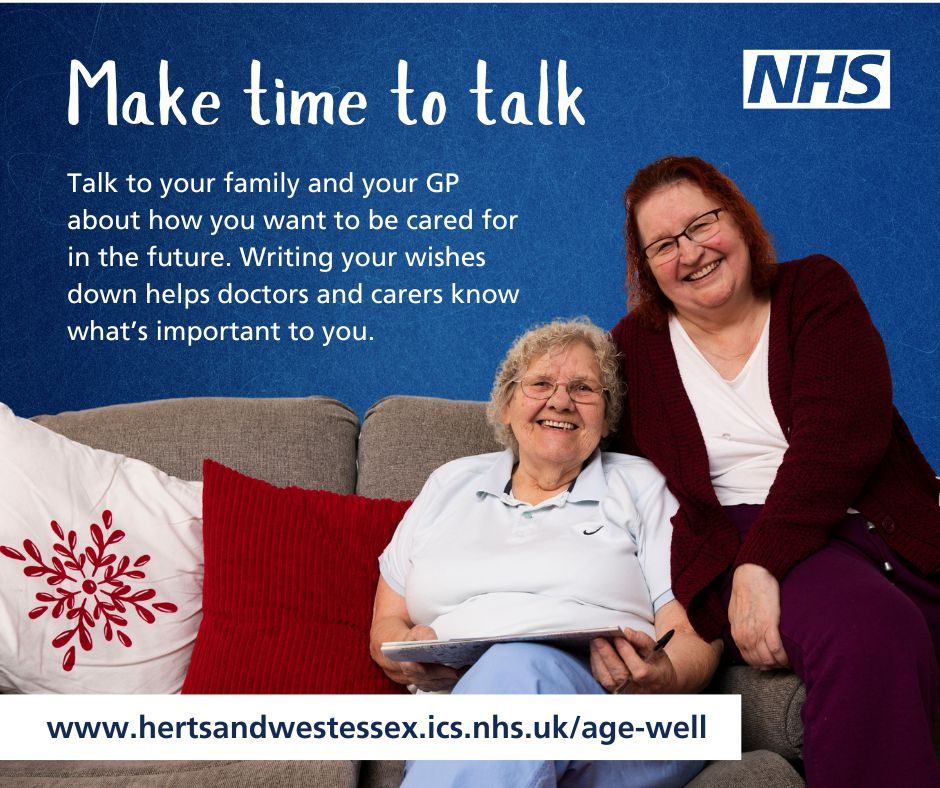 Make time to talk
NHS
Talk to your family and your GP
about how you want to be cared for
in the future. Writing your wishes
down helps doctors and carers know
what’s important to you.
www.hertsandwestessex.ics.nhs.uk/age-well